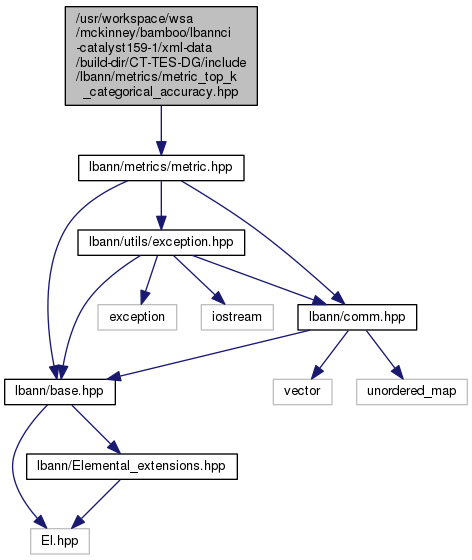 /usr/workspace/wsa
/mckinney/bamboo/lbannci
-catalyst159-1/xml-data
/build-dir/CT-TES-DG/include
/lbann/metrics/metric_top_k
_categorical_accuracy.hpp
lbann/metrics/metric.hpp
lbann/utils/exception.hpp
exception
iostream
lbann/comm.hpp
lbann/base.hpp
vector
unordered_map
lbann/Elemental_extensions.hpp
El.hpp